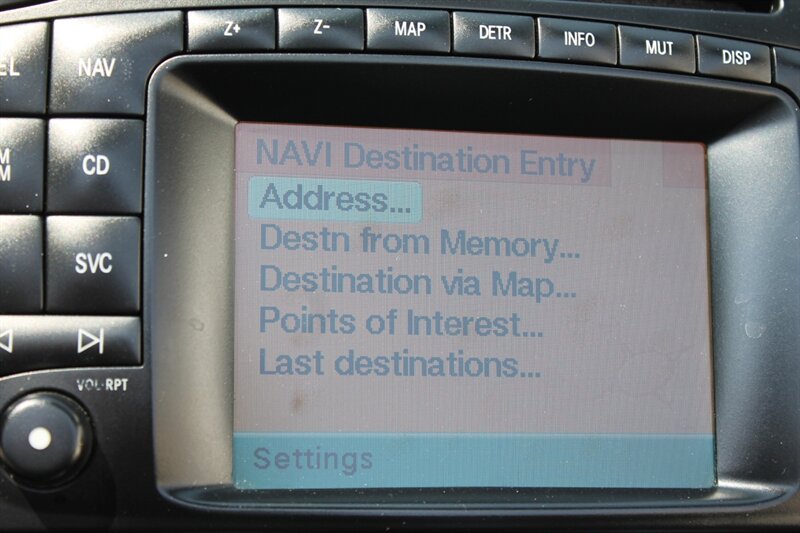 Z+
Z-
MAP
DETR
INFO
MUT
DISP
NAV
CD
SVC
VOL·RPT
NAVI Destination Entry
Address...
Destn from Memory...
Destination via Map...
Points of Interest...
Last destinations...
Settings